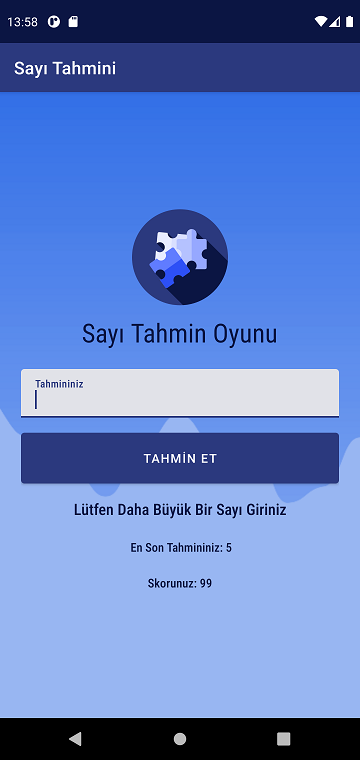 13:58
Sayı Tahmini
Sayı Tahmin Oyunu
Tahmininiz
TAHMİN ET
Lütfen Daha Büyük Bir Sayı Giriniz
En Son Tahmininiz: 5
Skorunuz: 99